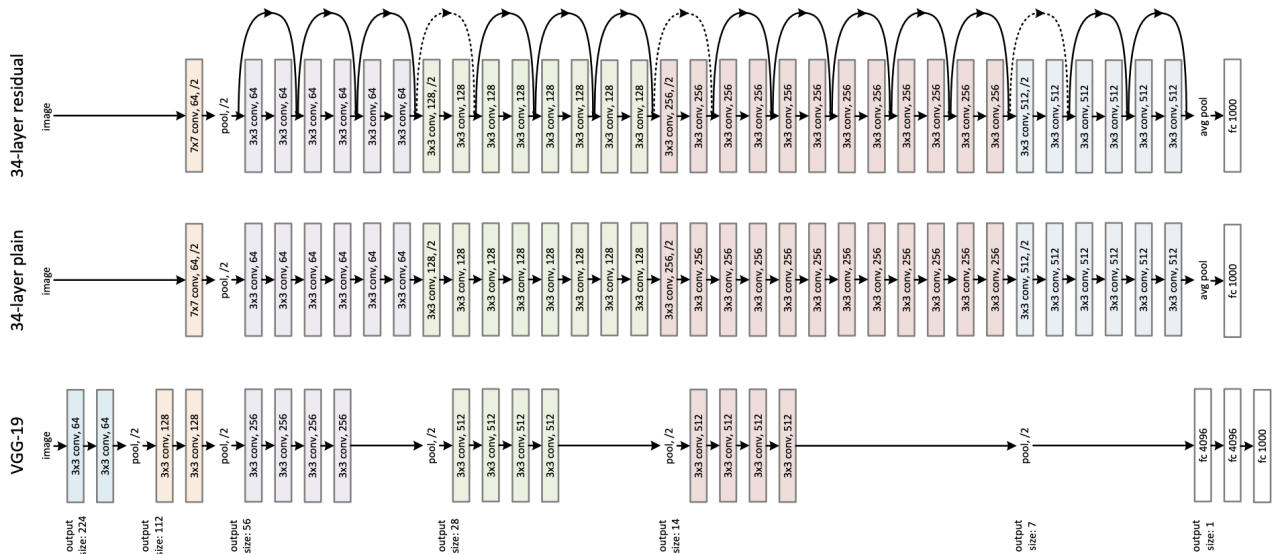 34-layer residual
image
7x7 conv, 64, /2
pool, /2
3x3 conv, 64
3x3 conv, 64
3x3 conv, 64
3x3 conv, 64
3x3 conv, 64
3x3 conv, 64
3x3 conv, 128, /2
3x3 conv, 128
3x3 conv, 128
3x3 conv, 128
3x3 conv, 128
3x3 conv, 128
3x3 conv, 128
3x3 conv, 128
3x3 conv, 256, /2
3x3 conv, 256
3x3 conv, 256
3x3 conv, 256
3x3 conv, 256
3x3 conv, 256
3x3 conv, 256
3x3 conv, 256
3x3 conv, 256
3x3 conv, 256
3x3 conv, 256
3x3 conv, 256
3x3 conv, 512, /2
3x3 conv, 512
3x3 conv, 512
3x3 conv, 512
3x3 conv, 512
3x3 conv, 512
avg pool
fc 1000
34-layer plain
image
7x7 conv, 64, /2
pool, /2
3x3 conv, 64
3x3 conv, 64
3x3 conv, 64
3x3 conv, 64
3x3 conv, 64
3x3 conv, 64
3x3 conv, 128, /2
3x3 conv, 128
3x3 conv, 128
3x3 conv, 128
3x3 conv, 128
3x3 conv, 128
3x3 conv, 128
3x3 conv, 128
3x3 conv, 256, /2
3x3 conv, 256
3x3 conv, 256
3x3 conv, 256
3x3 conv, 256
3x3 conv, 256
3x3 conv, 256
3x3 conv, 256
3x3 conv, 256
3x3 conv, 256
3x3 conv, 256
3x3 conv, 256
3x3 conv, 512, /2
3x3 conv, 512
3x3 conv, 512
3x3 conv, 512
3x3 conv, 512
3x3 conv, 512
avg pool
fc 1000
VGG-19
image
3x3 conv, 64
3x3 conv, 64
pool, /2
3x3 conv, 128
3x3 conv, 128
pool, /2
3x3 conv, 256
3x3 conv, 256
3x3 conv, 256
3x3 conv, 256
pool, /2
3x3 conv, 512
3x3 conv, 512
3x3 conv, 512
3x3 conv, 512
pool, /2
3x3 conv, 512
3x3 conv, 512
3x3 conv, 512
3x3 conv, 512
pool, /2
fc 4096
fc 4096
fc 1000
output
size: 224
output
size: 112
output
size: 56
output
size: 28
output
size: 14
output
size: 7
output
size: 1